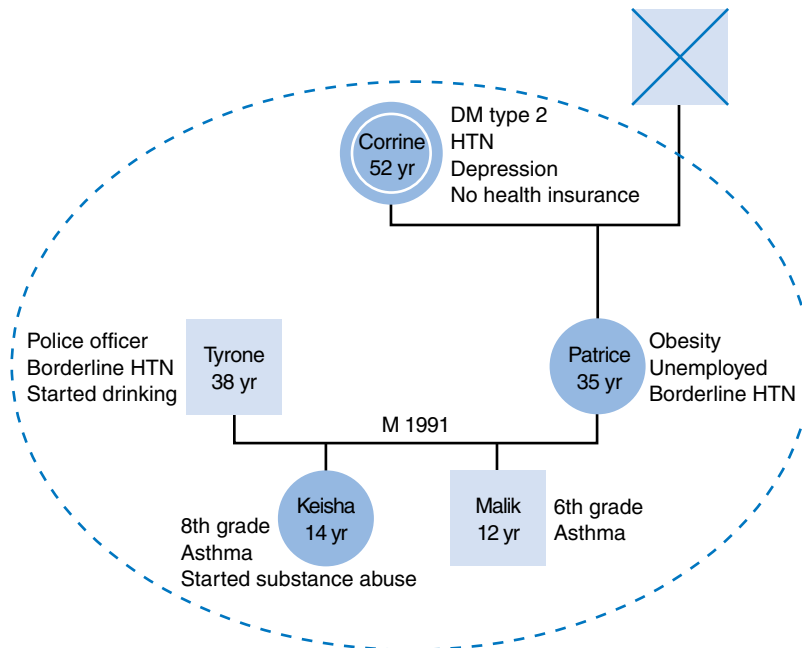 Corrine
52 yr
DM type 2
HTN
Depression
No health insurance
Police officer
Borderline HTN
Started drinking
Tyrone
38 yr
Patrice
35 yr
Obesity
Unemployed
Borderline HTN
M 1991
8th grade
Asthma
Started substance abuse
Keisha
14 yr
Malik
12 yr
6th grade
Asthma